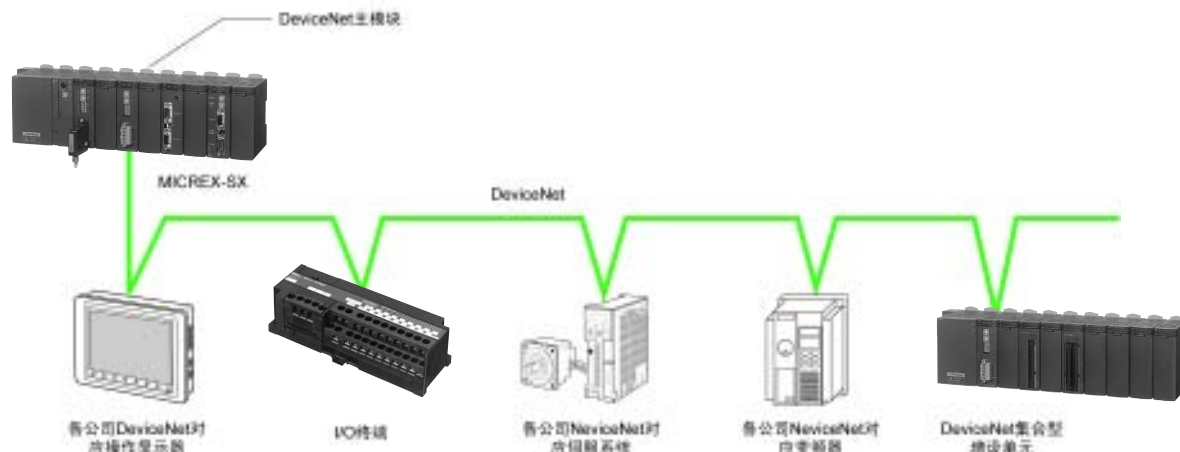 DeviceNet主模块
MICREX-SX
DeviceNet
各公司DeviceNet对
应操作显示器
I/O终端
各公司NeviceNet对
应伺服系统
各公司NeviceNet对
应变频器
DeviceNet集合型
增设单元